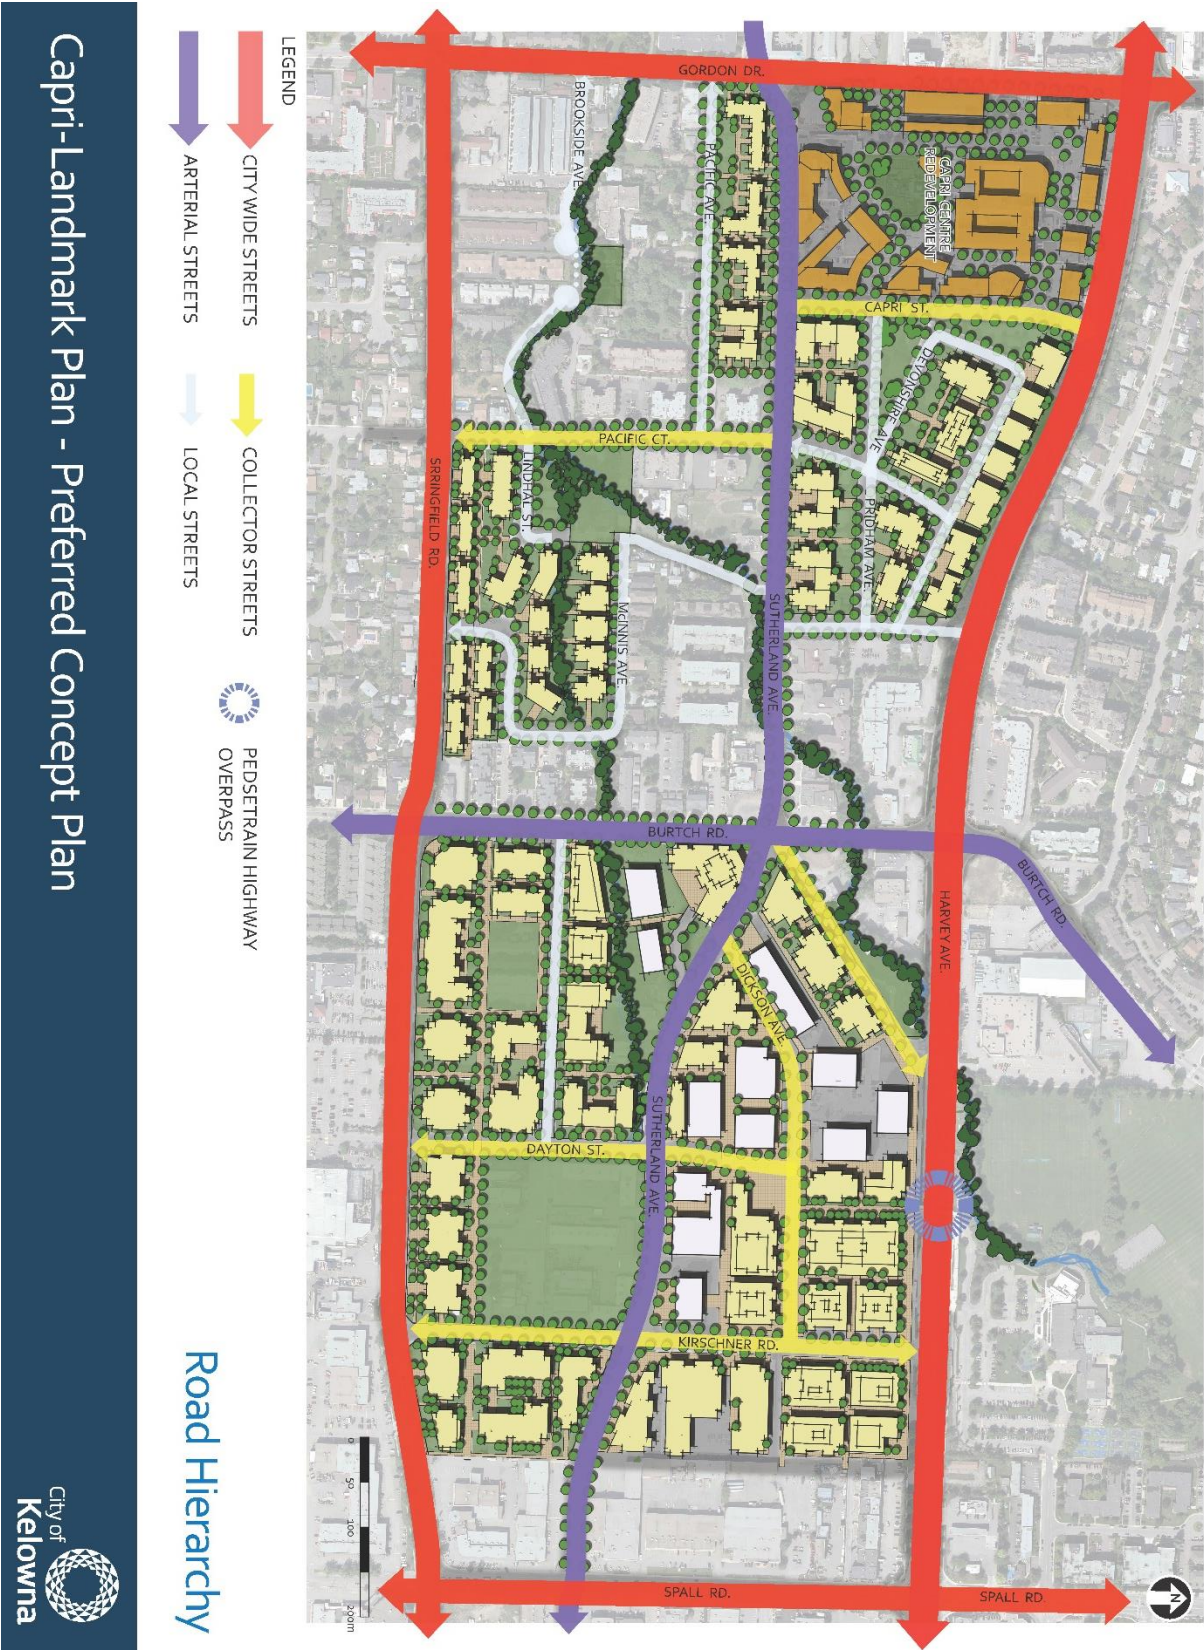 GORDON DR.
BROOKSIDE AVE.
PACIFIC AVE.
CAPRI CENTRE
REDEVELOPMENT
CAPRI ST.
DEVONSHIRE AVE
PACIFIC CT.
PRIDHAM AVE.
LINDHAL ST.
SRRINGFIELD RD.
McINNIS AVE.
SUTHERLAND AVE.
BURTCH RD.
BURTCH RD.
HARVEY AVE.
DICKSON AVE.
SUTHERLAND AVE.
DAYTON ST.
KIRSCHNER RD.
SPALL RD.
SPALL RD.
N
0 50 100 200m
LEGEND
CITY WIDE STREETS
ARTERIAL STREETS
COLLECTOR STREETS
LOCAL STREETS
PEDSETRAIN HIGHWAY
OVERPASS
Road Hierarchy
Capri-Landmark Plan - Preferred Concept Plan
City of
Kelowna